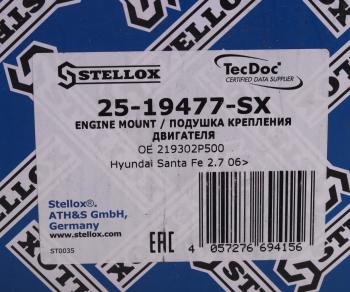 STELLOX
TecDoc
CERTIFIED DATA SUPPLIER
25-19477-SX
ENGINE MOUNT / ПОДУШКА КРЕПЛЕНИЯ
ДВИГАТЕЛЯ
OE 219302P500
Hyundai Santa Fe 2.7 06>
Stellox®.
ATH&S GmbH,
Germany
www.stellox.com
ST0035
EAC
4 057276 694156